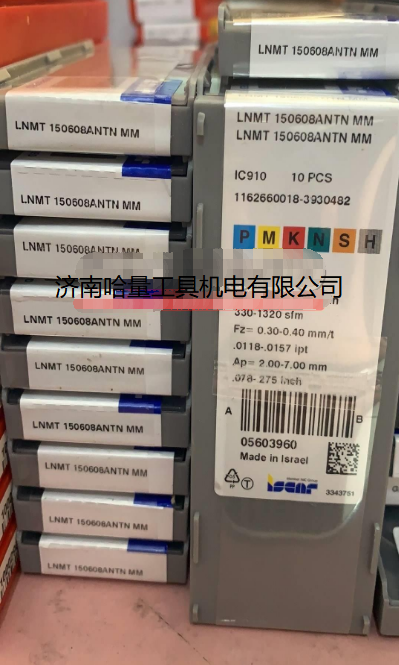 LNMT 150608ANTN MM
LNMT 150608ANTN MM
LNMT 150608ANTN MM
LNMT 150608ANTN MM
LNMT 150608ANTN MM
LNMT 150608ANTN MM
LNMT 150608ANTN MM
LNMT 150608ANTN MM
LNMT 150608ANTN MM
LNMT 150608ANTN MM
LNMT 150608ANTN MM
LNMT 150608ANTN MM
IC910 10 PCS
1162660018-3930482
P M K N S H
济南哈量工具机电有限公司
330-1320 sfm
Fz= 0.30-0.40 mm/t
.0118-.0157 ipt
Ap= 2.00-7.00 mm
.078-275 inch
A B
05603960
Made in Israel
PP T
ISCAR
3343751